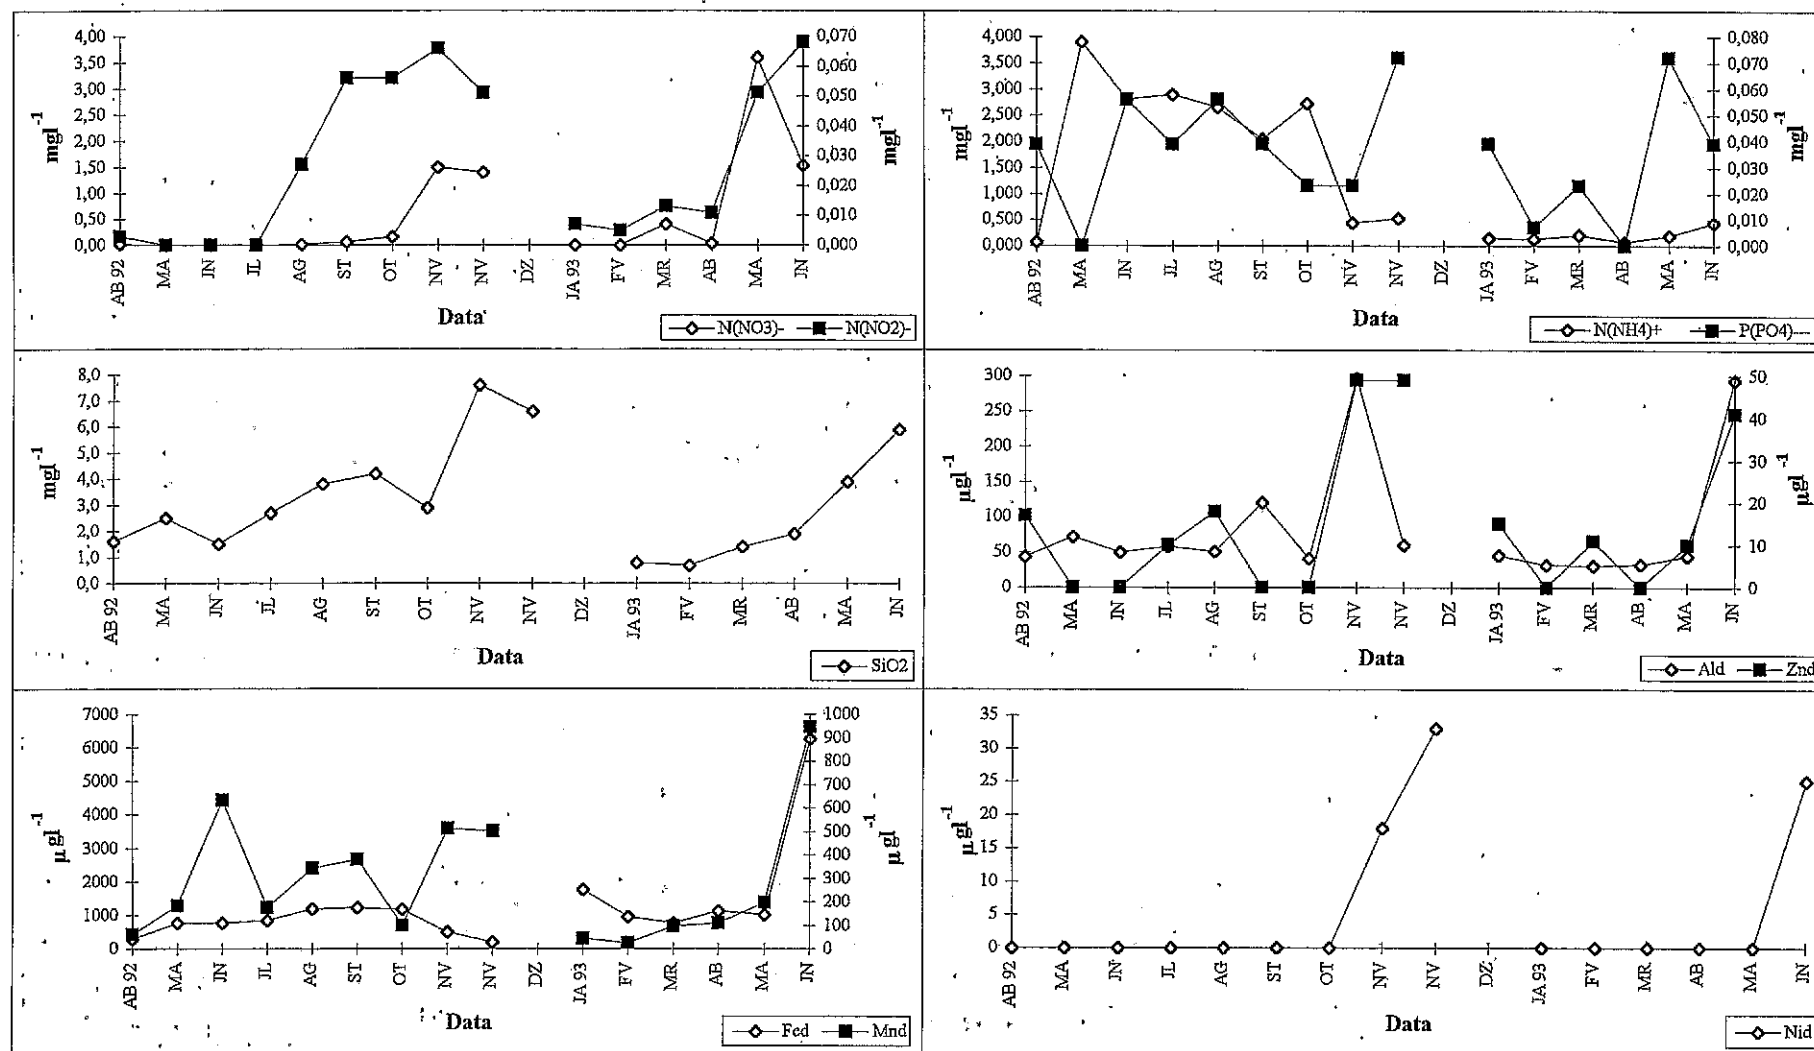 4,00 3,50 3,00 2,50 2,00 1,50 1,00 0,50 0,00
mgl-1
0,070 0,060 0,050 0,040 0,030 0,020 0,010 0,000
mgl-1
AB 92 MA JN JL AG ST OT NV NV DZ JA 93 FV MR AB MA JN
Data
N(NO3)- N(NO2)-
4,000 3,500 3,000 2,500 2,000 1,500 1,000 0,500 0,000
mgl-1
0,080 0,070 0,060 0,050 0,040 0,030 0,020 0,010 0,000
mgl-1
AB 92 MA JN JL AG ST OT NV NV DZ JA 93 FV MR AB MA JN
Data
N(NH4)+ P(PO4)---
8,0 7,0 6,0 5,0 4,0 3,0 2,0 1,0 0,0
mgl-1
AB 92 MA JN JL AG ST OT NV NV DZ JA 93 FV MR AB MA JN
Data
SiO2
300 250 200 150 100 50 0
µgl-1
50 40 30 20 10 0
µgl-1
AB 92 MA JN JL AG ST OT NV NV DZ JA 93 FV MR AB MA JN
Data
Ald Znd
7000 6000 5000 4000 3000 2000 1000 0
µgl-1
1000 900 800 700 600 500 400 300 200 100 0
µgl-1
AB 92 MA JN JL AG ST OT NV NV DZ JA 93 FV MR AB MA JN
Data
Fed Mnd
35 30 25 20 15 10 5 0
µgl-1
AB 92 MA JN JL AG ST OT NV NV DZ JA 93 FV MR AB MA JN
Data
Nid